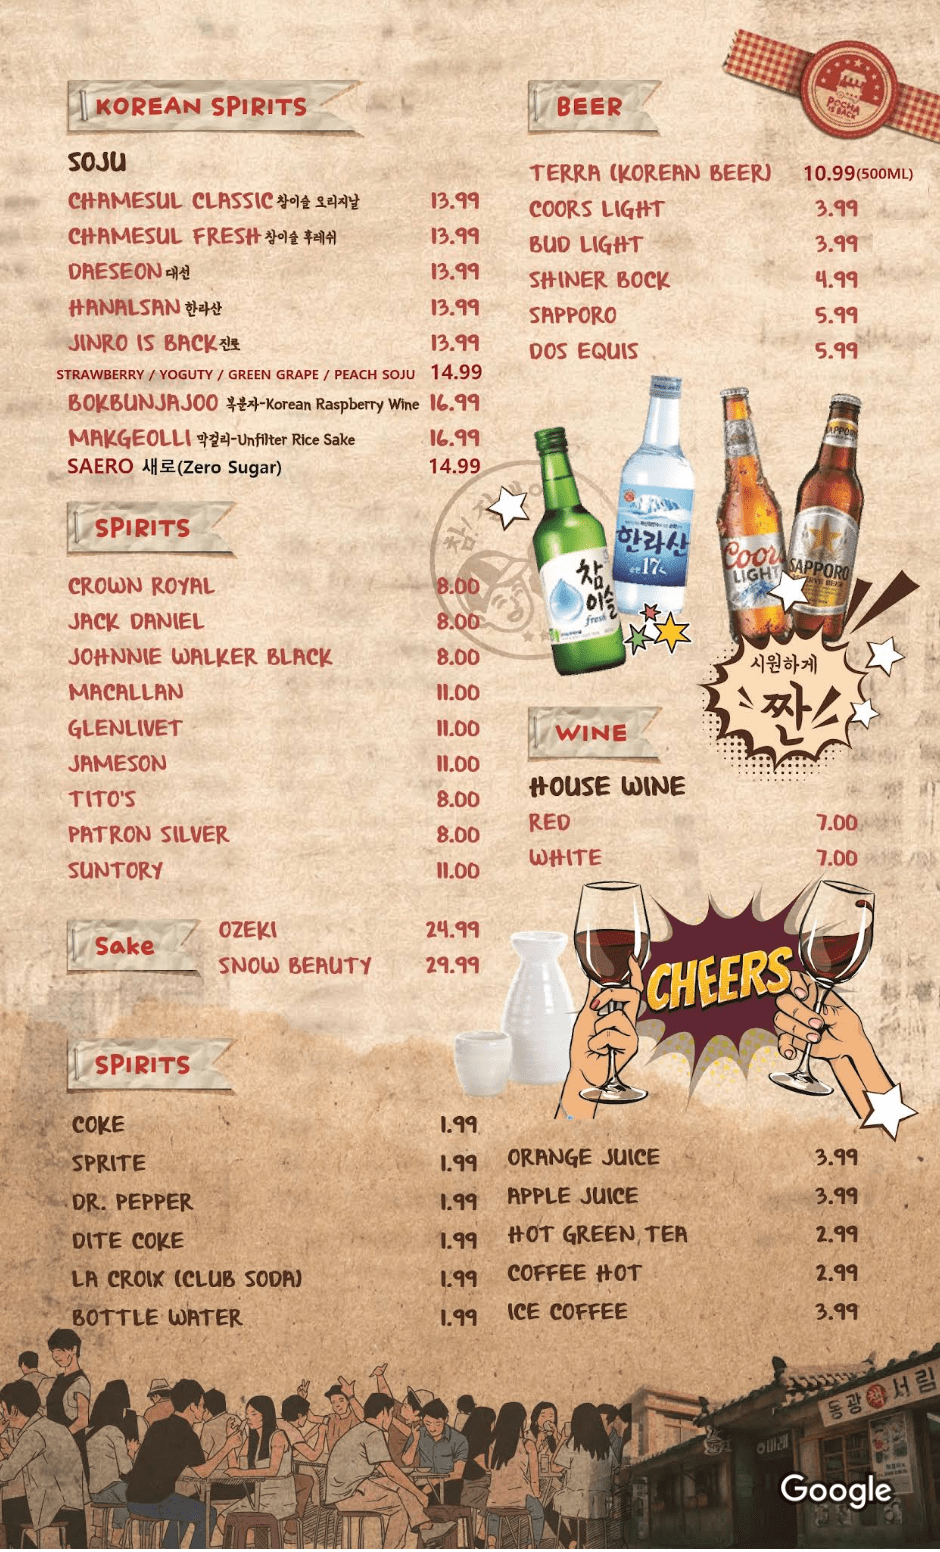 POCHA
IS BACK
KOREAN SPIRITS
SOJU
CHAMESUL CLASSIC 참이슬 오리지날 13.99
CHAMESUL FRESH 참이슬 후레쉬 13.99
DAESEON 대선 13.99
HANALSAN 한라산 13.99
JINRO IS BACK 진로 13.99
STRAWBERRY / YOGUTY / GREEN GRAPE / PEACH SOJU 14.99
BOKBUNJAJOO 복분자-Korean Raspberry Wine 16.99
MAKGEOLLI 막걸리-Unfilter Rice Sake 16.99
SAERO 새로(Zero Sugar) 14.99
SPIRITS
CROWN ROYAL 8.00
JACK DANIEL 8.00
JOHNNIE WALKER BLACK 8.00
MACALLAN 11.00
GLENLIVET 11.00
JAMESON 11.00
TITO'S 8.00
PATRON SILVER 8.00
SUNTORY 11.00
Sake
OZEKI 24.99
SNOW BEAUTY 29.99
BEER
TERRA (KOREAN BEER) 10.99(500ML)
COORS LIGHT 3.99
BUD LIGHT 3.99
SHINER BOCK 4.99
SAPPORO 5.99
DOS EQUIS 5.99
참이슬
fresh
한라산
17
Coors
LIGHT
SAPPORO
시원하게
짠
WINE
HOUSE WINE
RED 7.00
WHITE 7.00
CHEERS
SPIRITS
COKE 1.99
SPRITE 1.99
DR. PEPPER 1.99
DITE COKE 1.99
LA CROIX (CLUB SODA) 1.99
BOTTLE WATER 1.99
ORANGE JUICE 3.99
APPLE JUICE 3.99
HOT GREEN TEA 2.99
COFFEE HOT 2.99
ICE COFFEE 3.99
동광 서림
Google